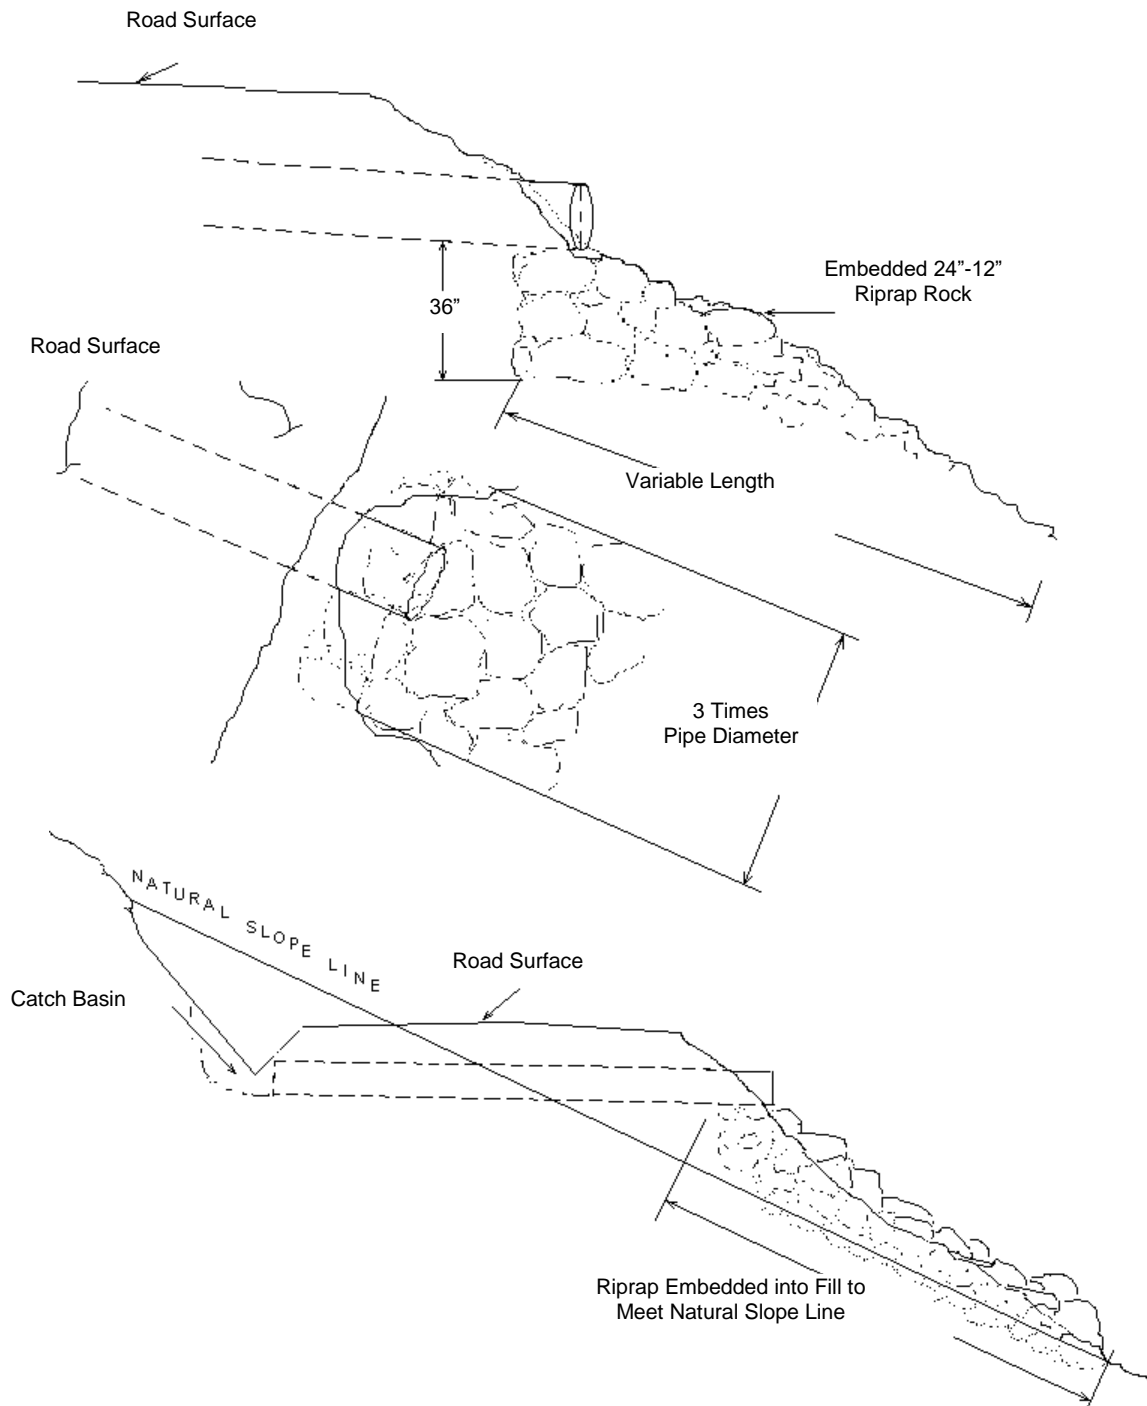 Road Surface
Embedded 24”-12”
Riprap Rock
36”
Road Surface
Variable Length
3 Times
Pipe Diameter
NATURAL SLOPE LINE
Road Surface
Catch Basin
Riprap Embedded into Fill to
Meet Natural Slope Line